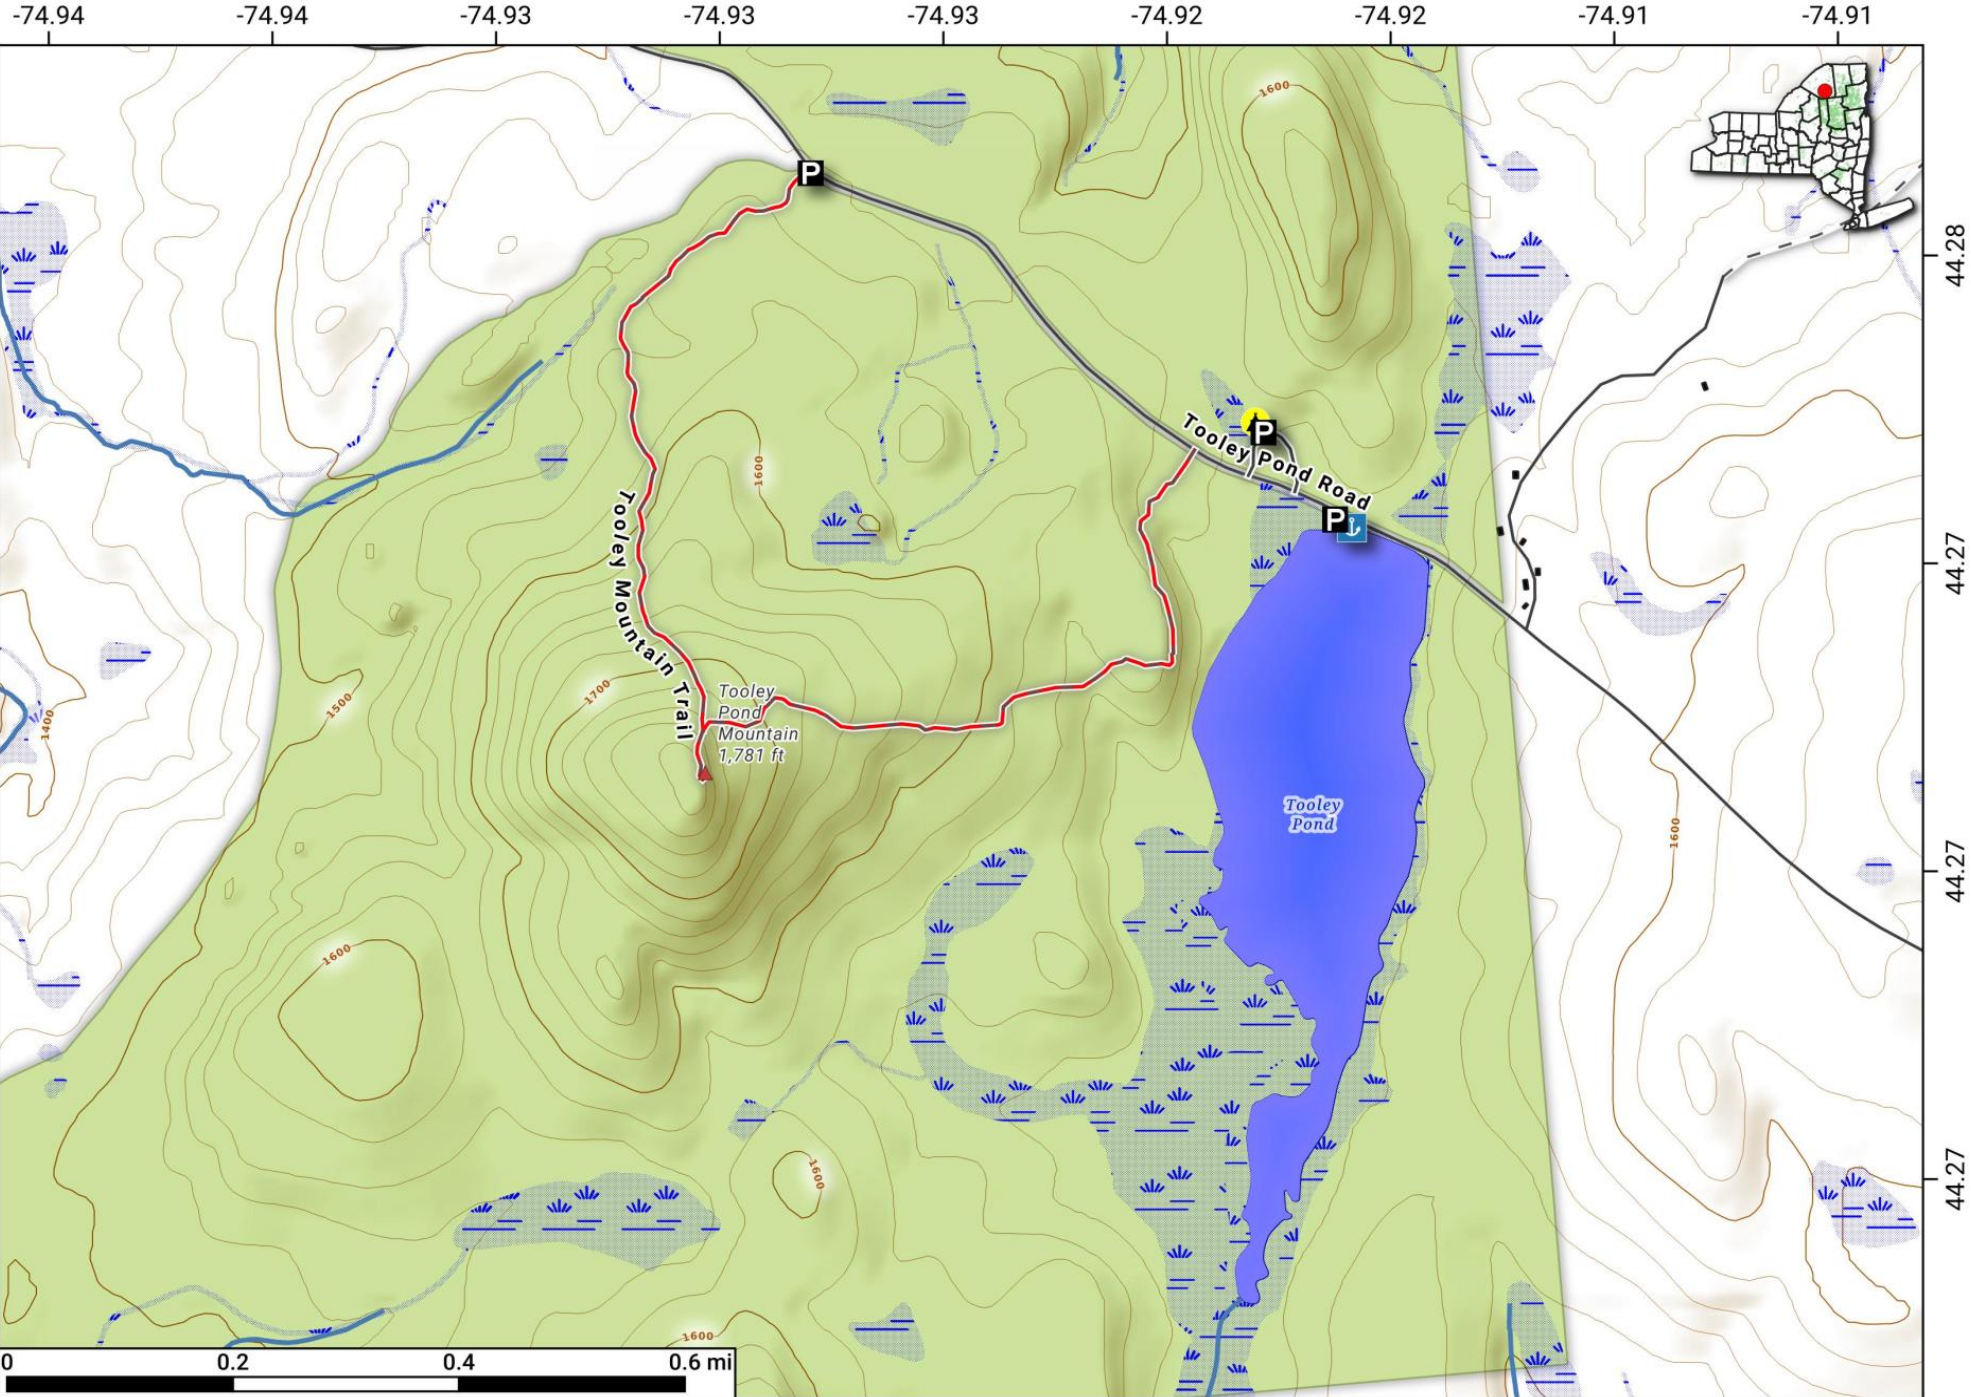 -74.94
-74.94
-74.93
-74.93
-74.93
-74.92
-74.92
-74.91
-74.91
1600
P
44.28
P
Tooley Pond Road
1600
P
44.27
Tooley Mountain Trail
1700
1500
1400
Tooley
Pond
Mountain
1,781 ft
Tooley
Pond
1600
44.27
1600
1600
44.27
1600
0
0.2
0.4
0.6 mi